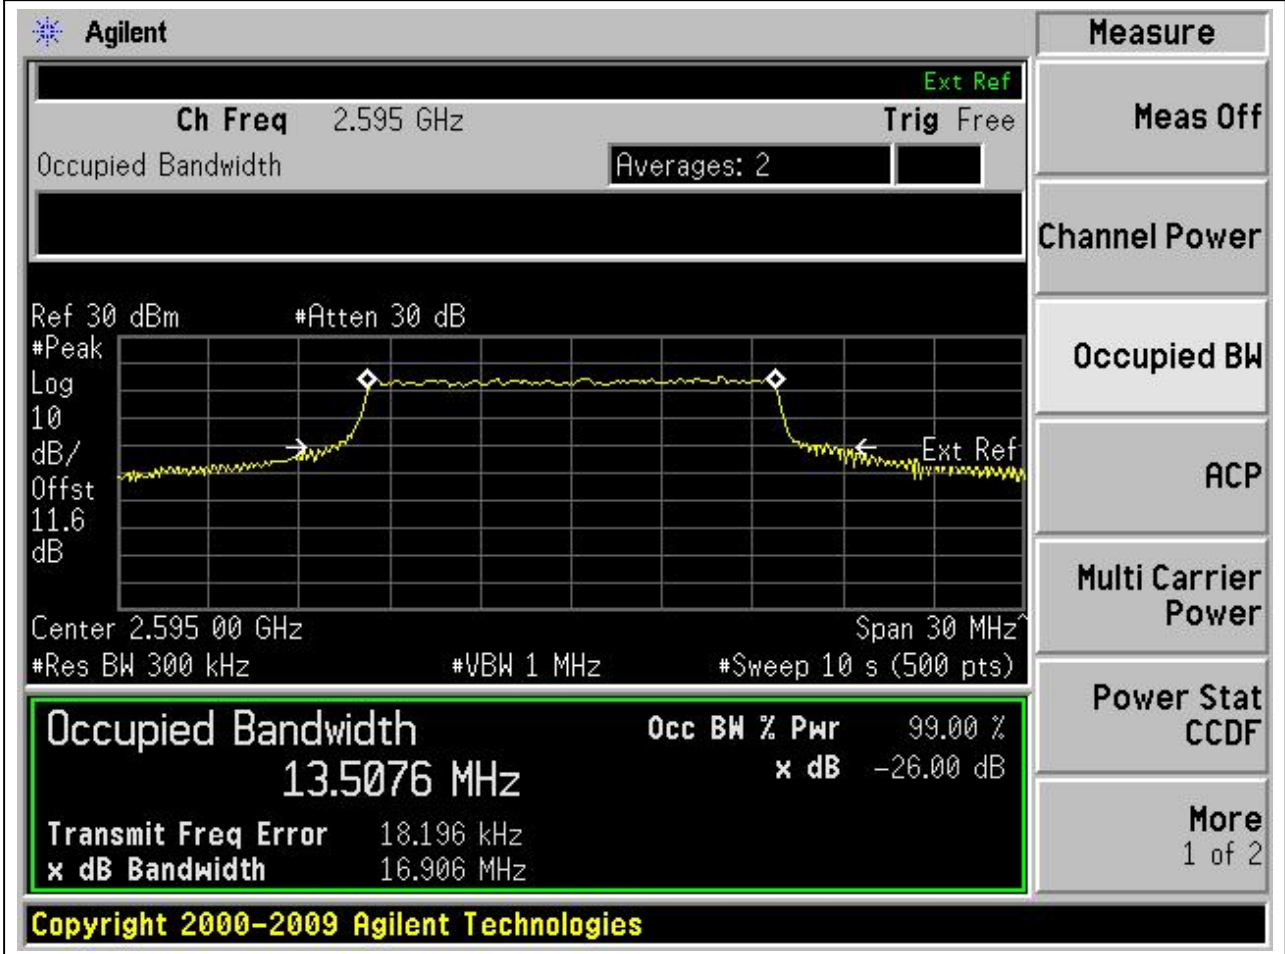 Agilent
Measure
Ext Ref
Ch Freq 2.595 GHz Trig Free
Meas Off
Occupied Bandwidth Averages: 2
Channel Power
Ref 30 dBm #Atten 30 dB
#Peak
Log
10
dB/
Offst
11.6
dB
Ext Ref
Occupied BW
ACP
Center 2.595 00 GHz Span 30 MHz^
#Res BW 300 kHz #VBW 1 MHz #Sweep 10 s (500 pts)
Multi Carrier
Power
Occupied Bandwidth Occ BW % Pwr 99.00 %
13.5076 MHz x dB -26.00 dB
Power Stat
CCDF
Transmit Freq Error 18.196 kHz
x dB Bandwidth 16.906 MHz
More
1 of 2
Copyright 2000-2009 Agilent Technologies